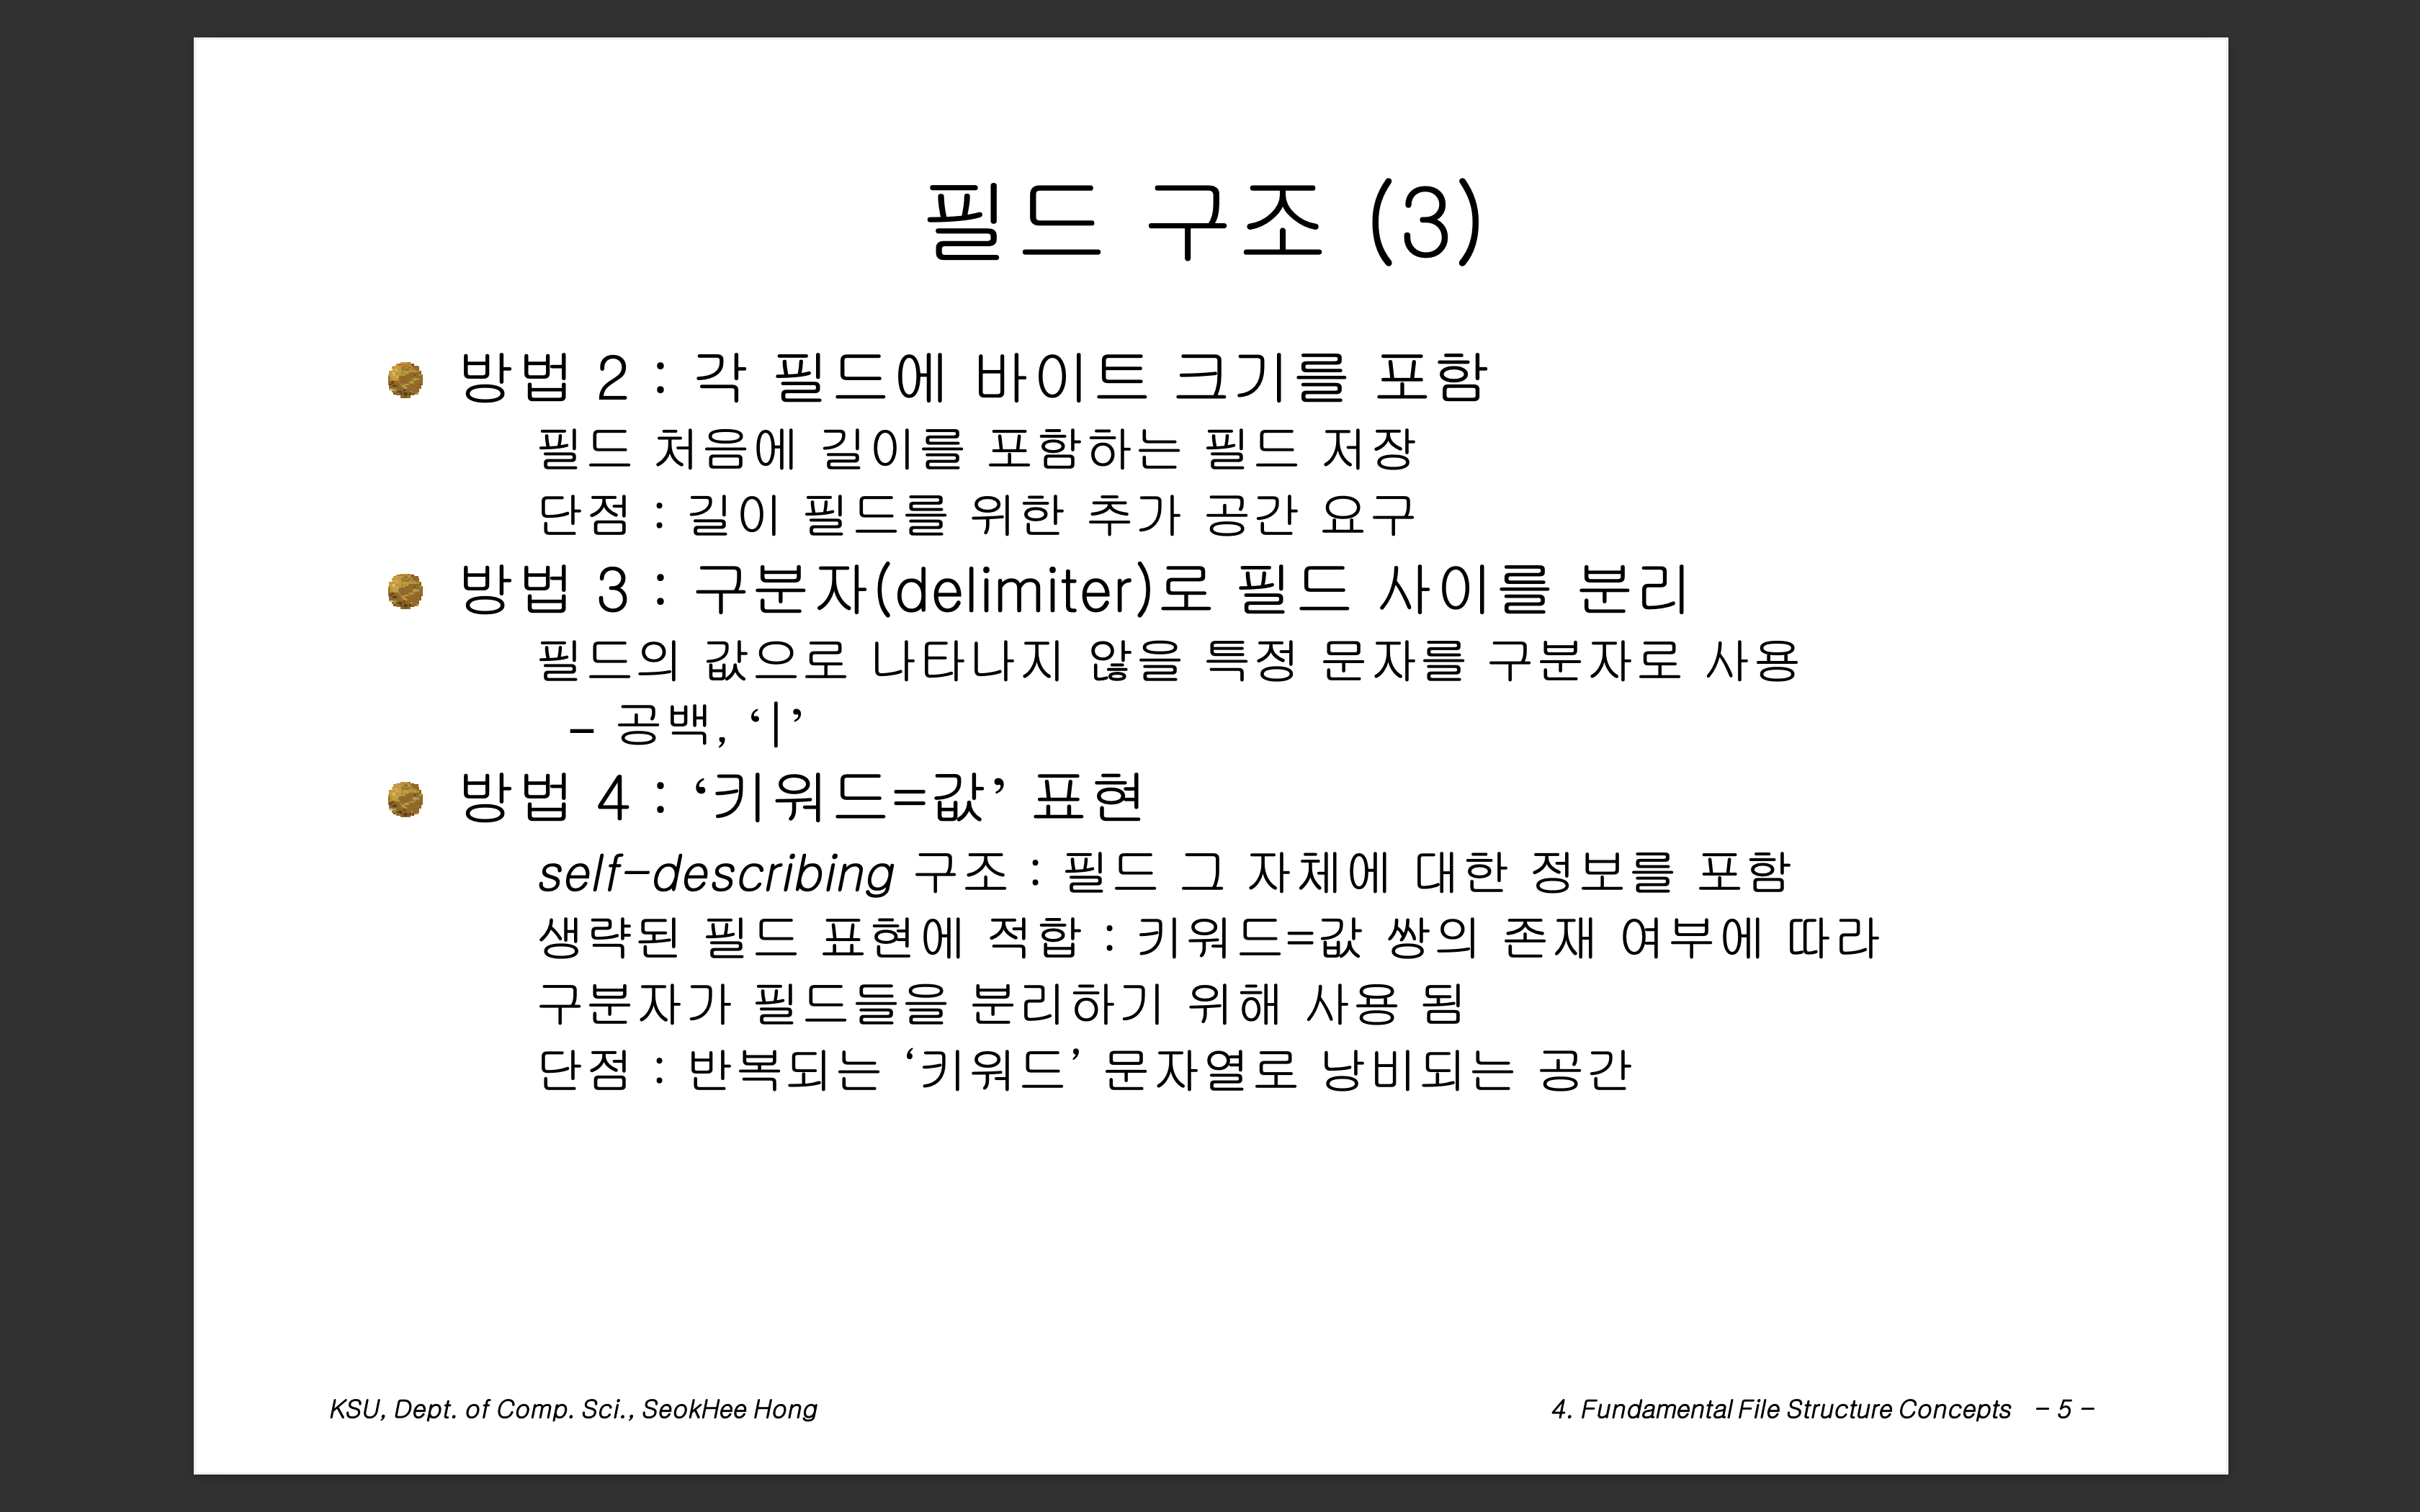 필드 구조 (3)
방법 2 : 각 필드에 바이트 크기를 포함
필드 처음에 길이를 포함하는 필드 저장
단점 : 길이 필드를 위한 추가 공간 요구
방법 3 : 구분자(delimiter)로 필드 사이를 분리
필드의 값으로 나타나지 않을 특정 문자를 구분자로 사용
– 공백, ‘|’
방법 4 : ‘키워드=값’ 표현
self-describing 구조 : 필드 그 자체에 대한 정보를 포함
생략된 필드 표현에 적합 : 키워드=값 쌍의 존재 여부에 따라
구분자가 필드들을 분리하기 위해 사용 됨
단점 : 반복되는 ‘키워드’ 문자열로 낭비되는 공간
KSU, Dept. of Comp. Sci., SeokHee Hong
4. Fundamental File Structure Concepts - 5 -